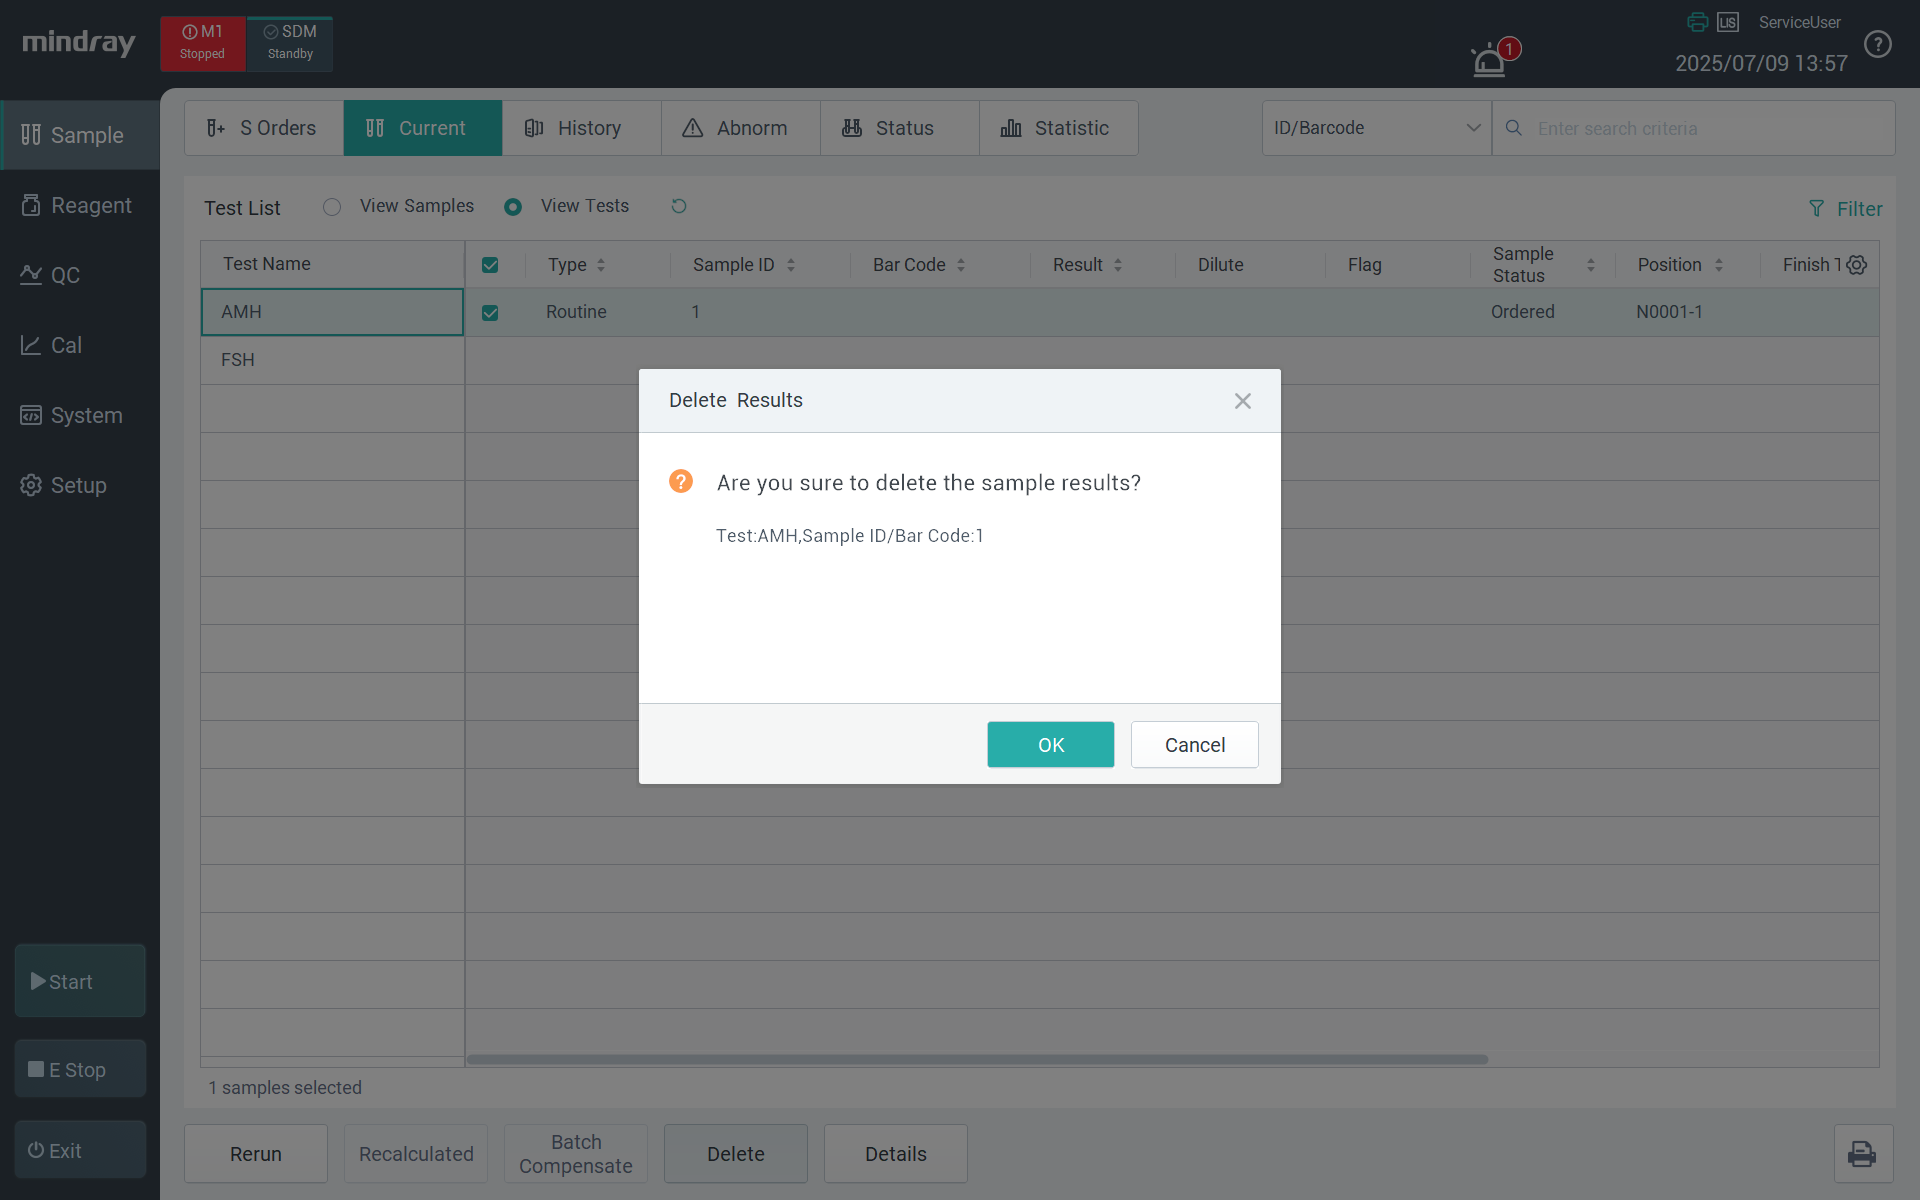 mindray
M1
Stopped
SDM
Standby
1
LIS
ServiceUser
2025/07/09 13:57
?
Sample
Reagent
QC
Cal
System
Setup
Start
E Stop
Exit
S Orders
Current
History
Abnorm
Status
Statistic
ID/Barcode
Enter search criteria
Test List
View Samples
View Tests
Filter
Test Name
Type
Sample ID
Bar Code
Result
Dilute
Flag
Sample
Status
Position
Finish T
AMH
Routine
1
Ordered
N0001-1
FSH
Delete Results
?
Are you sure to delete the sample results?
Test:AMH,Sample ID/Bar Code:1
OK
Cancel
1 samples selected
Rerun
Recalculated
Batch
Compensate
Delete
Details